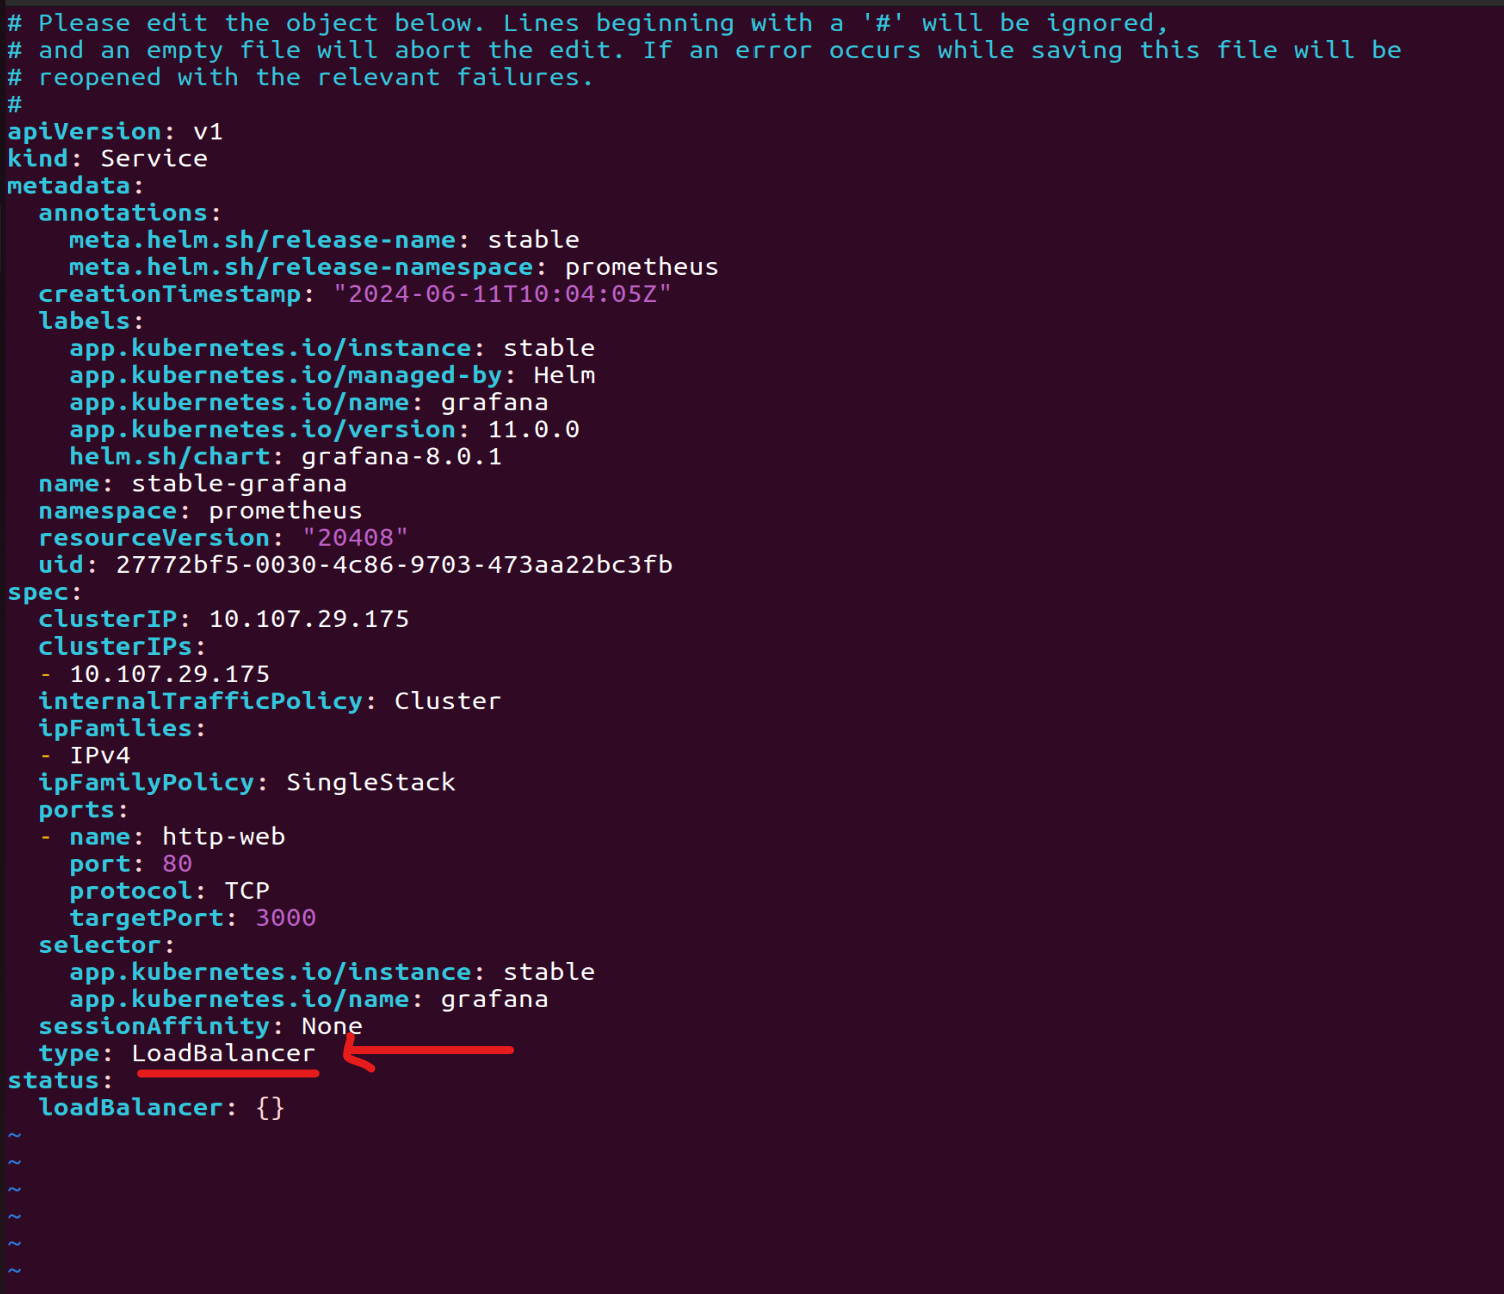 # Please edit the object below. Lines beginning with a '#' will be ignored,
# and an empty file will abort the edit. If an error occurs while saving this file will be
# reopened with the relevant failures.
#
apiVersion: v1
kind: Service
metadata:
  annotations:
    meta.helm.sh/release-name: stable
    meta.helm.sh/release-namespace: prometheus
  creationTimestamp: "2024-06-11T10:04:05Z"
  labels:
    app.kubernetes.io/instance: stable
    app.kubernetes.io/managed-by: Helm
    app.kubernetes.io/name: grafana
    app.kubernetes.io/version: 11.0.0
    helm.sh/chart: grafana-8.0.1
  name: stable-grafana
  namespace: prometheus
  resourceVersion: "20408"
  uid: 27772bf5-0030-4c86-9703-473aa22bc3fb
spec:
  clusterIP: 10.107.29.175
  clusterIPs:
  - 10.107.29.175
  internalTrafficPolicy: Cluster
  ipFamilies:
  - IPv4
  ipFamilyPolicy: SingleStack
  ports:
  - name: http-web
    port: 80
    protocol: TCP
    targetPort: 3000
  selector:
    app.kubernetes.io/instance: stable
    app.kubernetes.io/name: grafana
  sessionAffinity: None
  type: LoadBalancer
status:
  loadBalancer: {}
~
~
~
~
~
~